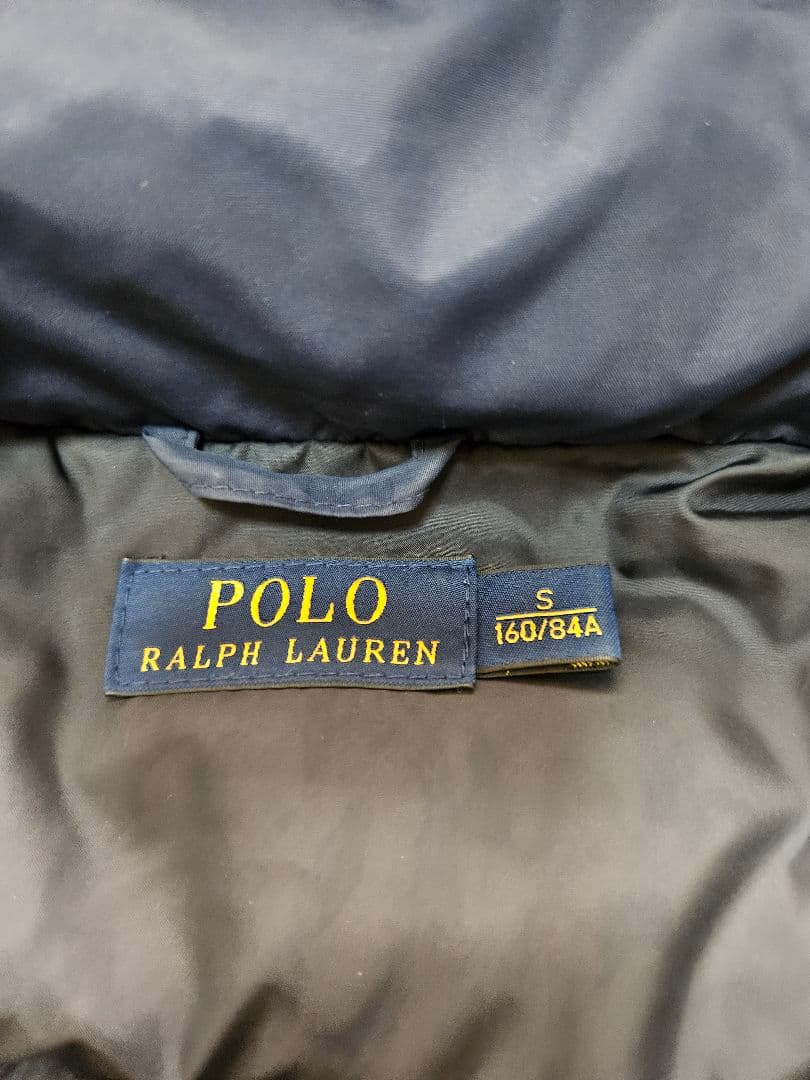 POLO
RALPH LAUREN
S
160/84A